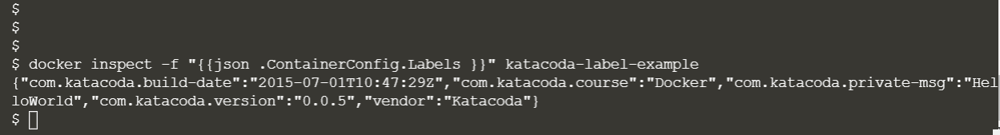 $
$
$
$ docker inspect -f "{{json .ContainerConfig.Labels }}" katacoda-label-example
{"com.katacoda.build-date":"2015-07-01T10:47:29Z","com.katacoda.course":"Docker","com.katacoda.private-msg":"Hel
loWorld","com.katacoda.version":"0.0.5","vendor":"Katacoda"}
$